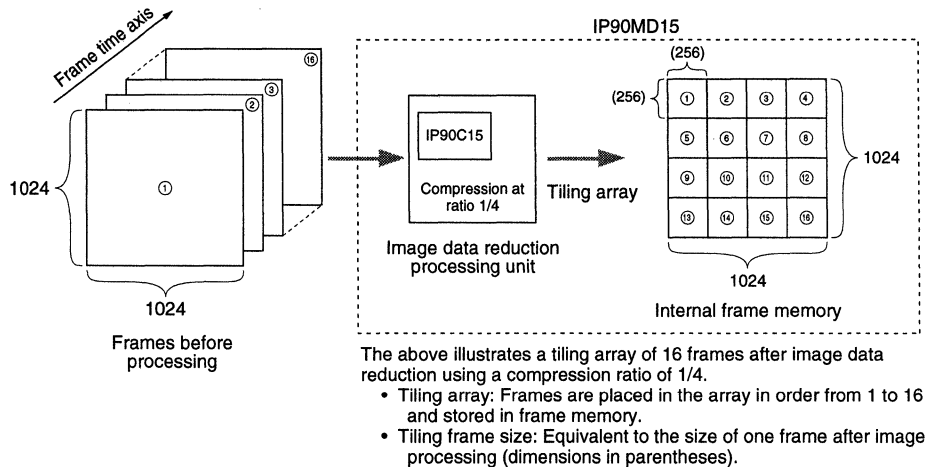 IP90MD15
Frame time axis
⑯
③
②
①
1024
1024
Frames before
processing
IP90C15
Compression at
ratio 1/4
Image data reduction
processing unit
Tiling array
(256)
(256)
① ② ③ ④
⑤ ⑥ ⑦ ⑧
⑨ ⑩ ⑪ ⑫
⑬ ⑭ ⑮ ⑯
1024
1024
Internal frame memory
The above illustrates a tiling array of 16 frames after image data
reduction using a compression ratio of 1/4.
• Tiling array: Frames are placed in the array in order from 1 to 16
and stored in frame memory.
• Tiling frame size: Equivalent to the size of one frame after image
processing (dimensions in parentheses).